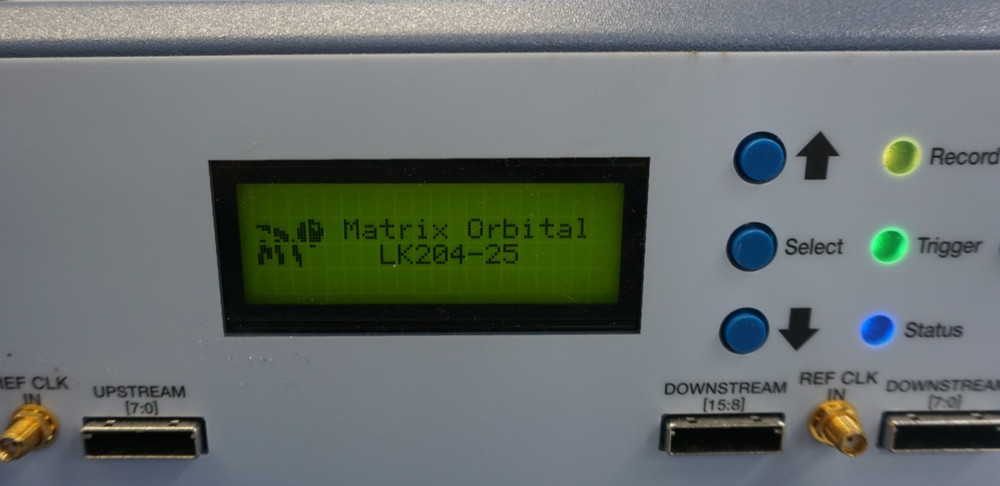 Matrix Orbital
LK204-25
Record
Select
Trigger
Status
REF CLK
IN
UPSTREAM
[7:0]
DOWNSTREAM
[15:8]
REF CLK
IN
DOWNSTREAM
[7:0]